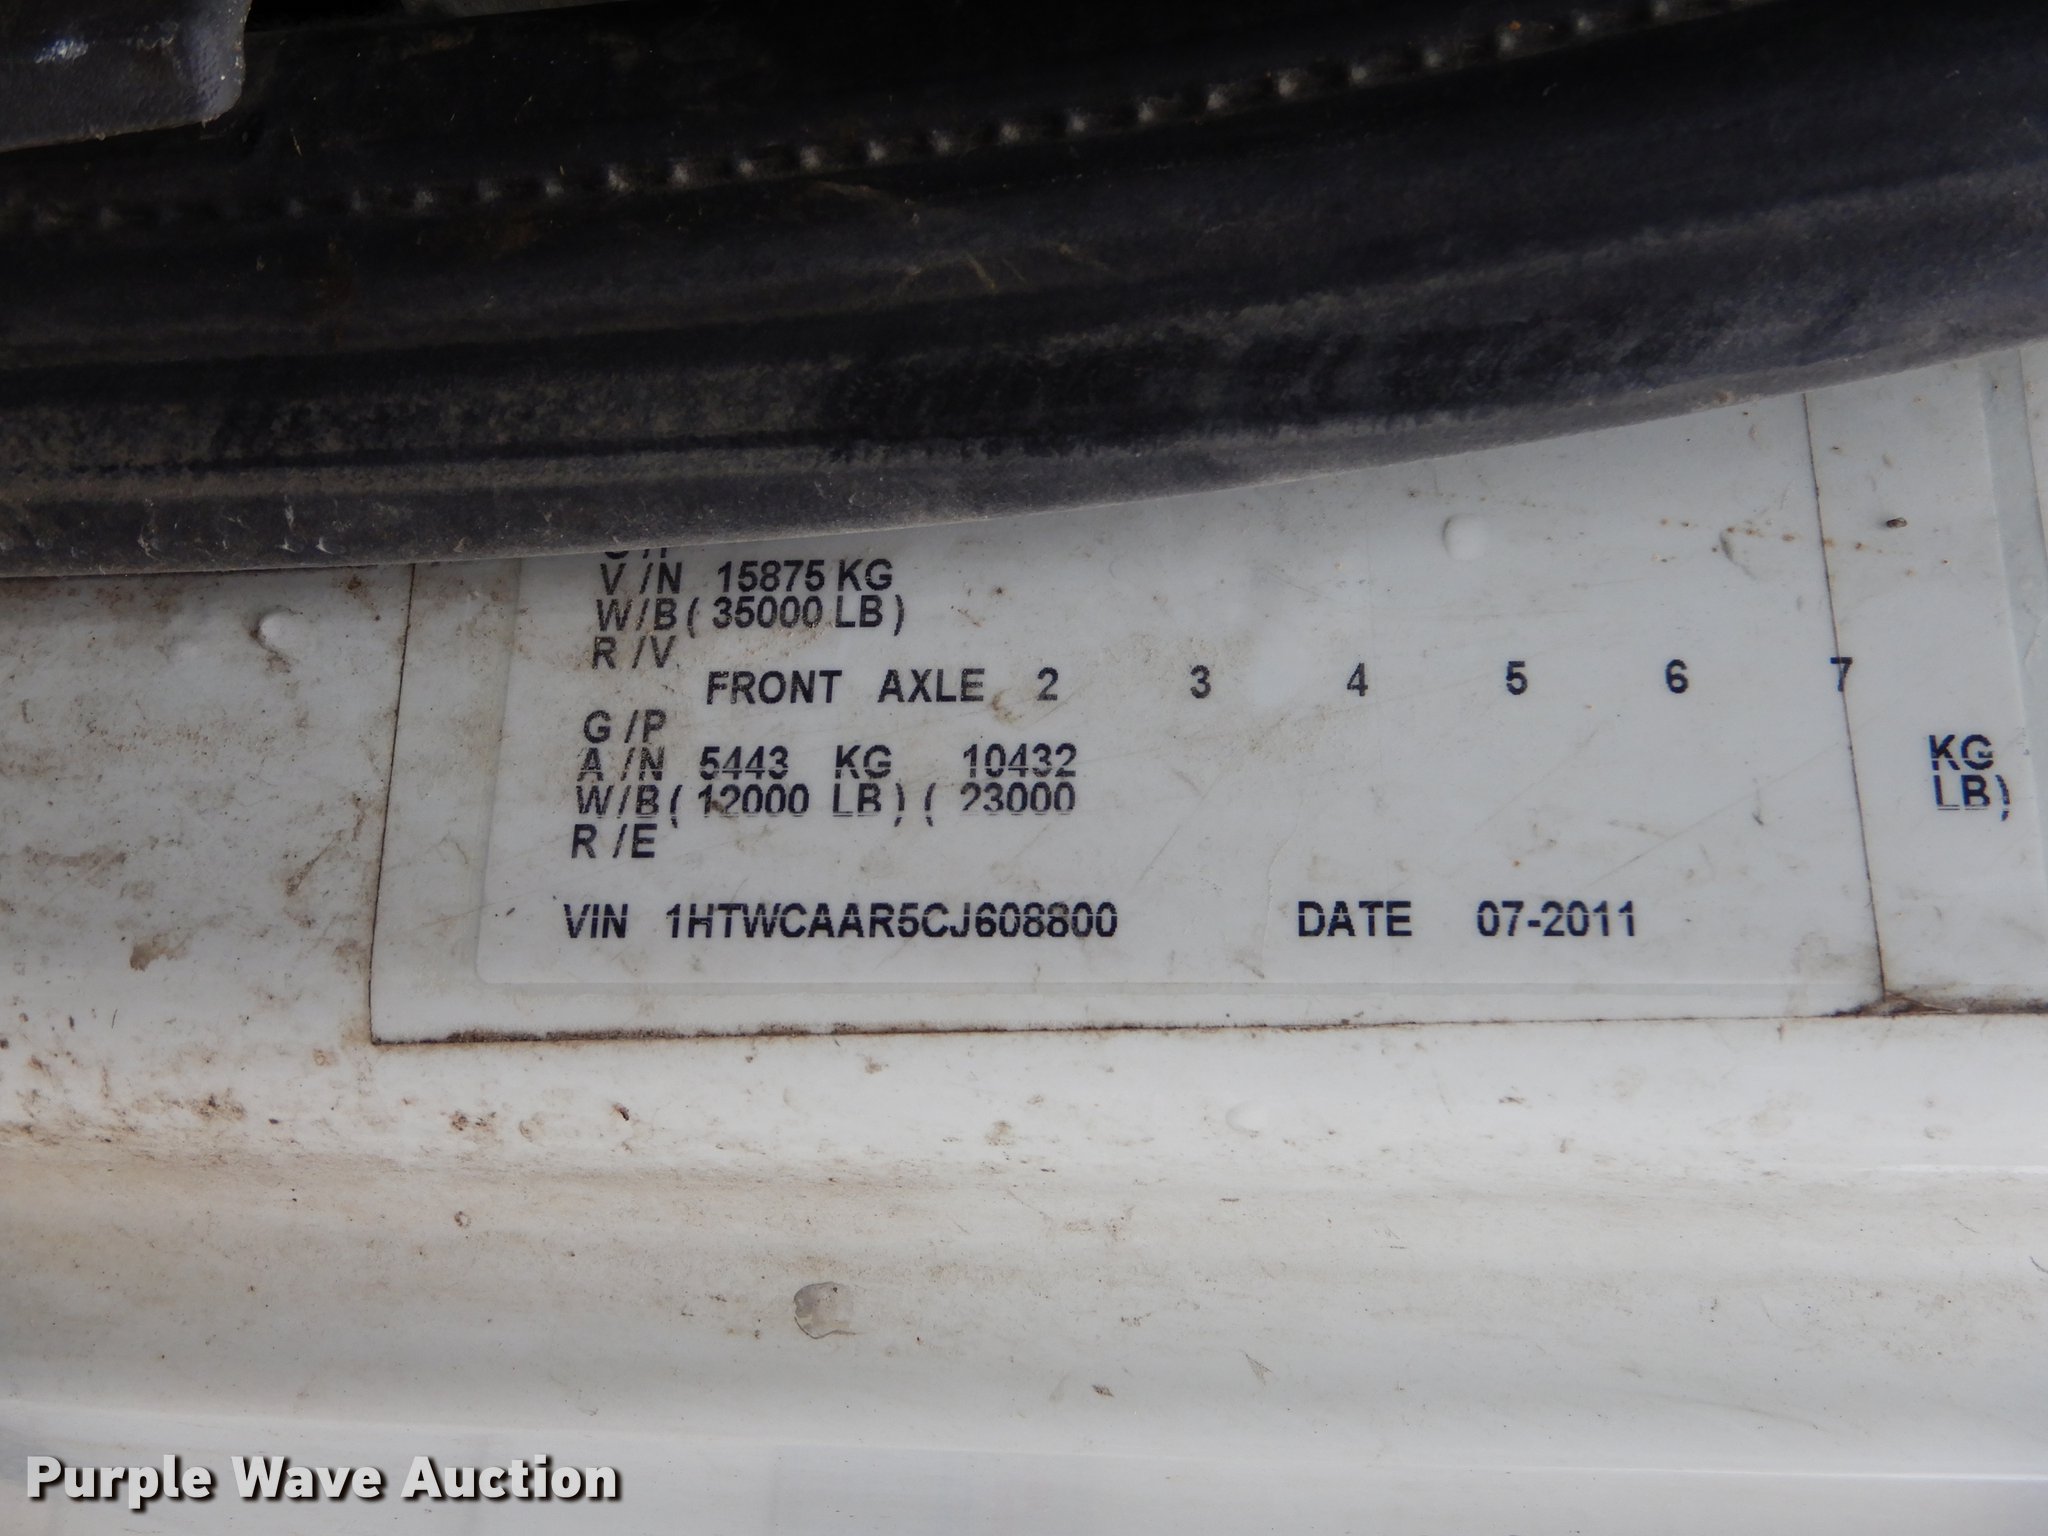 V /N 15875 KG
W/B ( 35000 LB )
R /V
FRONT AXLE 2 3 4 5 6 7
G /P
A /N 5443 KG 10432 KG
W/B ( 12000 LB ) ( 23000 LB)
R /E
VIN 1HTWCAAR5CJ608800 DATE 07-2011
Purple Wave Auction